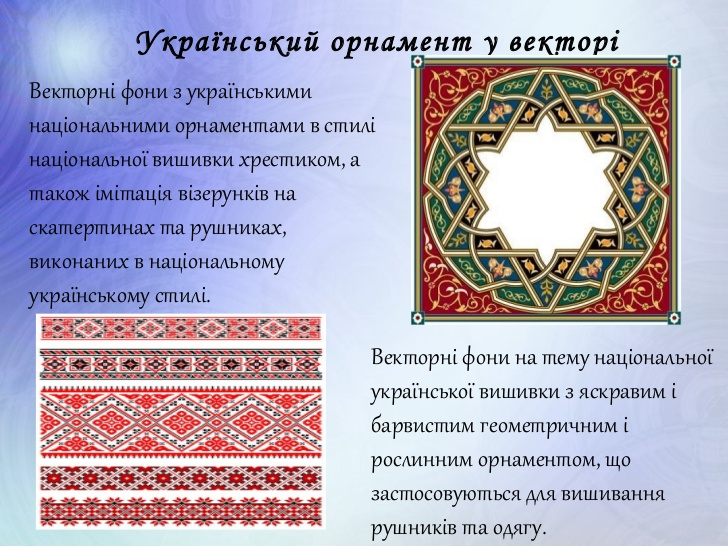 Український орнамент у векторі
Векторні фони з українськими
національними орнаментами в стилі
національної вишивки хрестиком, а
також імітація візерунків на
скатертинах та рушниках,
виконаних в національному
українському стилі.
Векторні фони на тему національної
української вишивки з яскравим і
барвистим геометричним і
рослинним орнаментом, що
застосовуються для вишивання
рушників та одягу.